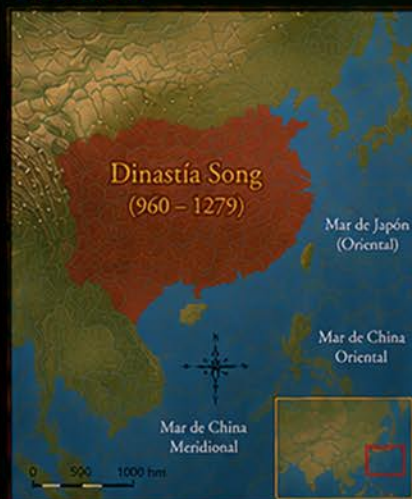 Dinastía Song
(960 – 1279)
Mar de Japón
(Oriental)
Mar de China
Oriental
N
Mar de China
Meridional
0 500 1000 hm